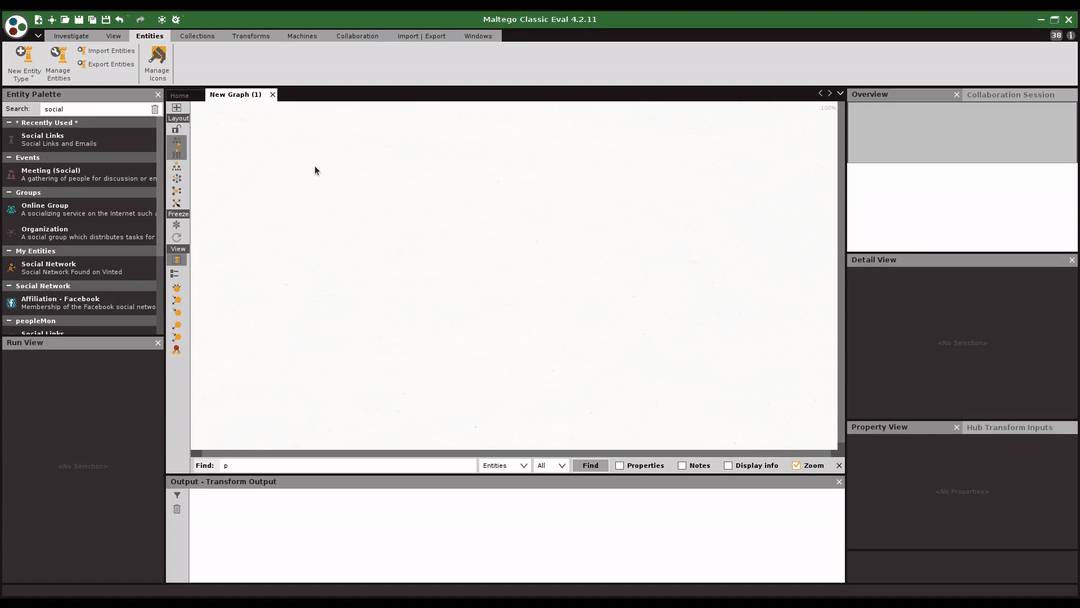 Maltego Classic Eval 4.2.11
Investigate View Entities Collections Transforms Machines Collaboration Import | Export Windows
38
New Entity Type
Manage Entities
Import Entities
Export Entities
Manage Icons
Entity Palette
Search: social
* Recently Used *
Social Links
Social Links and Emails
Events
Meeting (Social)
A gathering of people for discussion or en
Groups
Online Group
A socializing service on the Internet such
Organization
A social group which distributes tasks for
My Entities
Social Network
Social Network Found on Vinted
Social Network
Affiliation - Facebook
Membership of the Facebook social netwo
peopleMon
Social Links
Run View
<No Selection>
Home New Graph (1)
Layout
Freeze
View
100%
Find: p Entities All Find Properties Notes Display info Zoom
Output - Transform Output
Overview Collaboration Session
Detail View
<No Selection>
Property View Hub Transform Inputs
<No Properties>